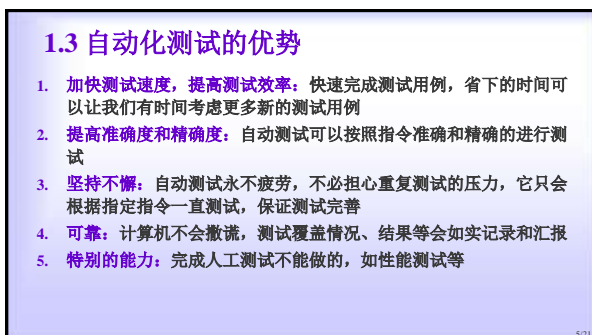 1.3 自动化测试的优势
1. 加快测试速度，提高测试效率：快速完成测试用例，省下的时间可
以让我们有时间考虑更多新的测试用例
2. 提高准确度和精确度：自动测试可以按照指令准确和精确的进行测
试
3. 坚持不懈：自动测试永不疲劳，不必担心重复测试的压力，它只会
根据指定指令一直测试，保证测试完善
4. 可靠：计算机不会撒谎，测试覆盖情况、结果等会如实记录和汇报
5. 特别的能力：完成人工测试不能做的，如性能测试等
5/21